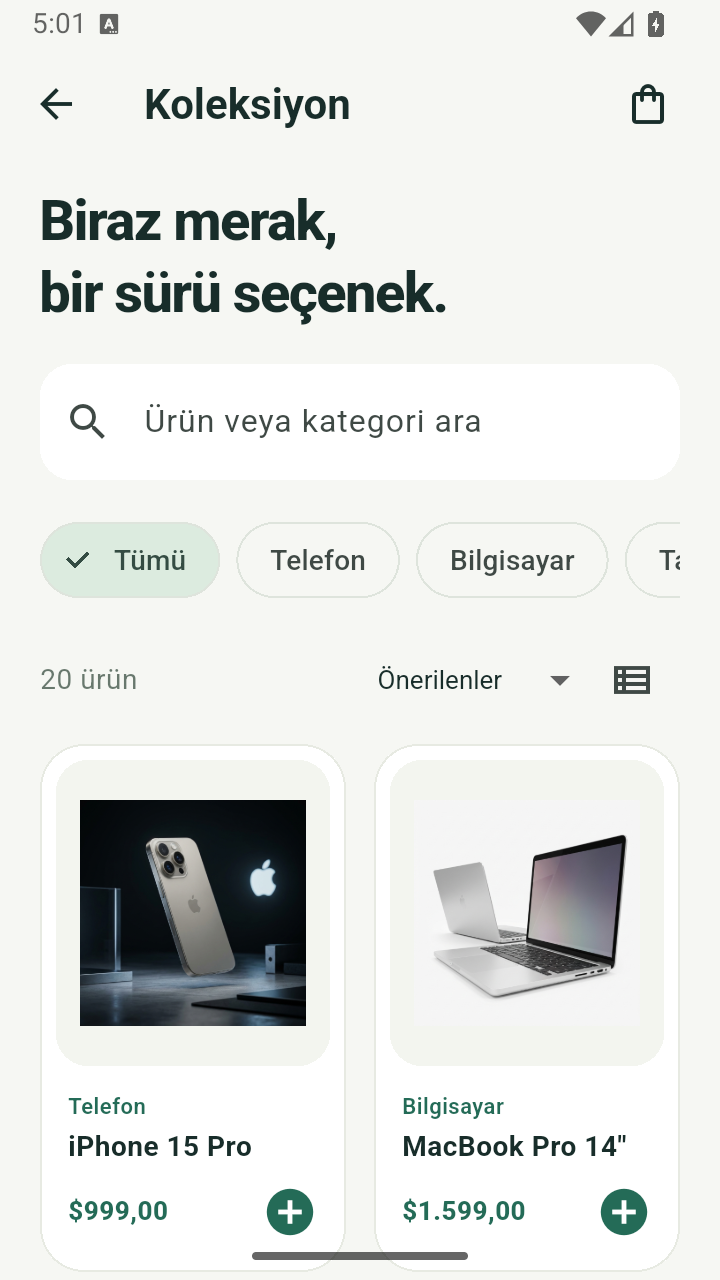 5:01 A
Koleksiyon
Biraz merak,
bir sürü seçenek.
Ürün veya kategori ara
Tümü Telefon Bilgisayar Ta
20 ürün Önerilenler
Telefon
iPhone 15 Pro
$999,00
Bilgisayar
MacBook Pro 14"
$1.599,00